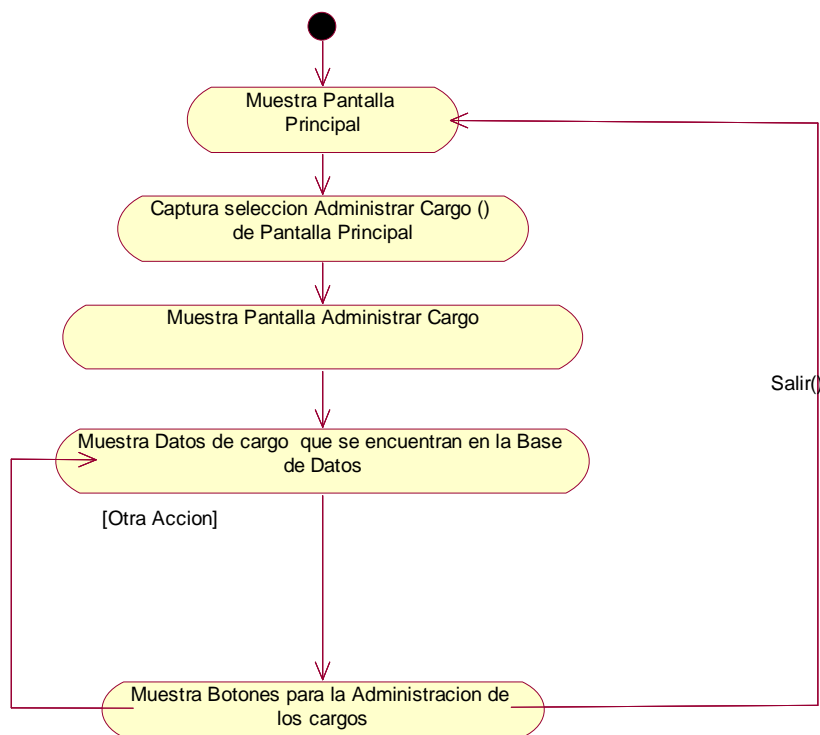 Muestra Pantalla
Principal
Captura seleccion Administrar Cargo ()
de Pantalla Principal
Muestra Pantalla Administrar Cargo
Salir()
Muestra Datos de cargo  que se encuentran en la Base
de Datos
[Otra Accion]
Muestra Botones para la Administracion de
los cargos